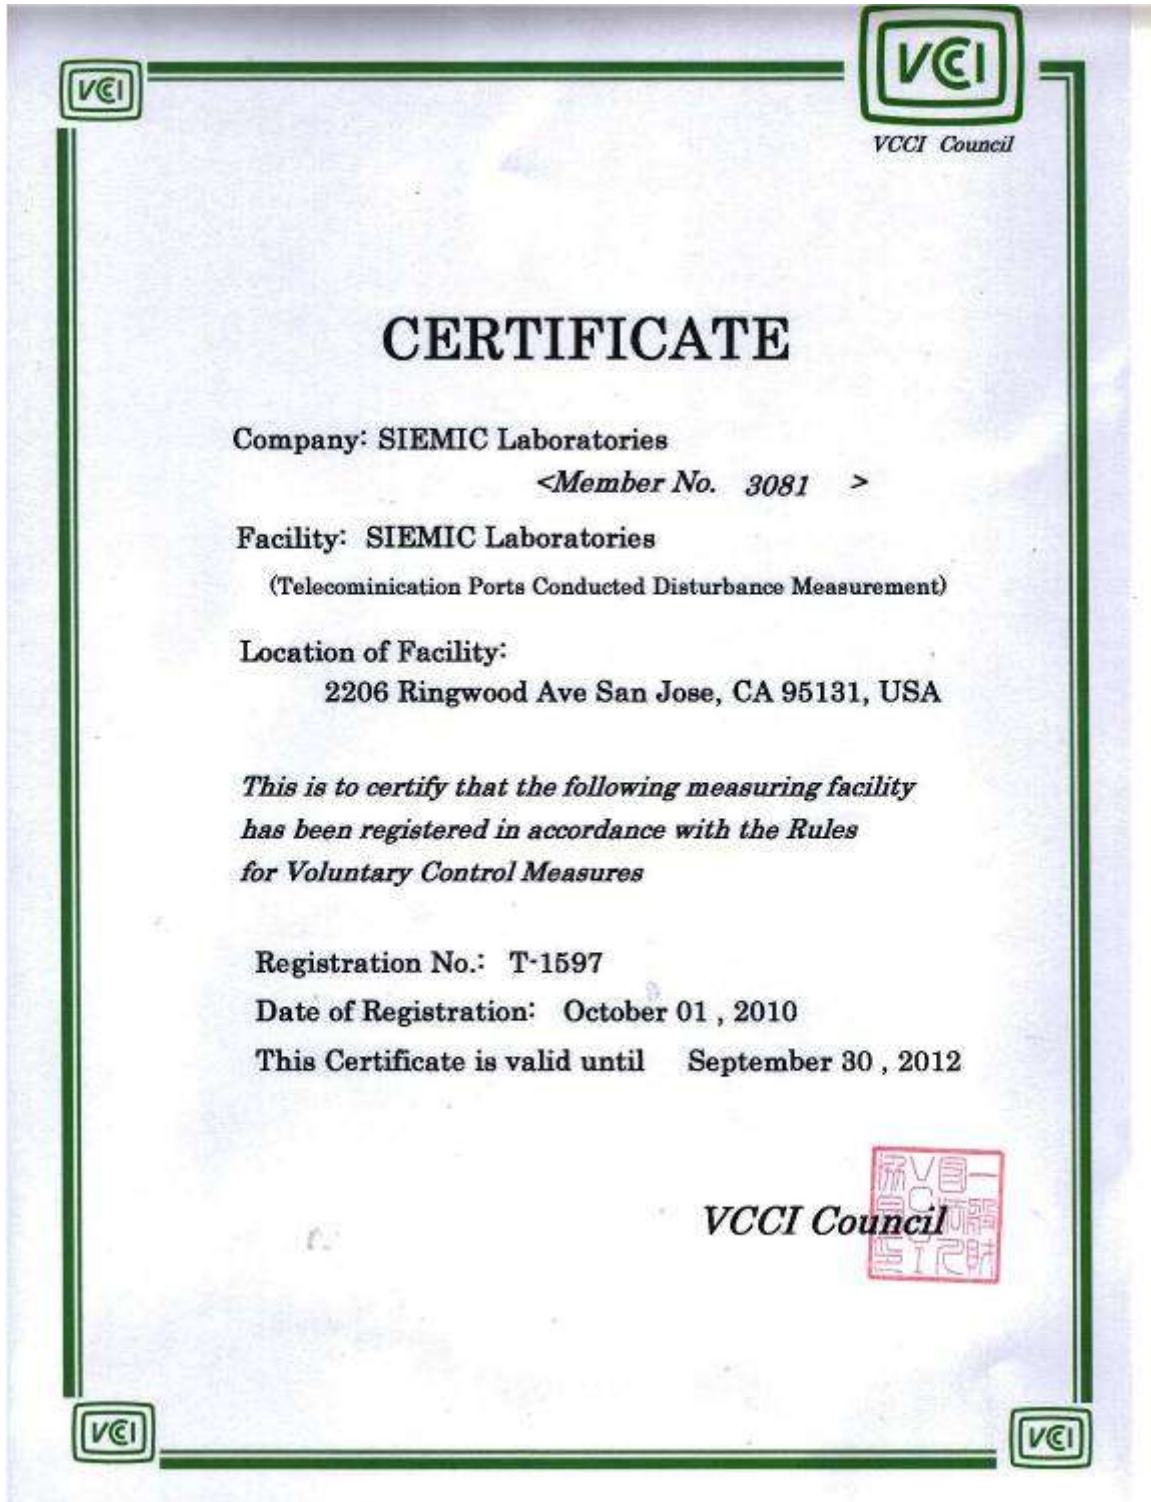 VCCI
VCCI
VCCI Council
CERTIFICATE
Company: SIEMIC Laboratories
<Member No. 3081 >
Facility: SIEMIC Laboratories
(Telecominication Ports Conducted Disturbance Measurement)
Location of Facility:
2206 Ringwood Ave San Jose, CA 95131, USA
This is to certify that the following measuring facility
has been registered in accordance with the Rules
for Voluntary Control Measures
Registration No.: T-1597
Date of Registration: October 01 , 2010
This Certificate is valid until September 30 , 2012
VCCI Council
VCCI
VCCI